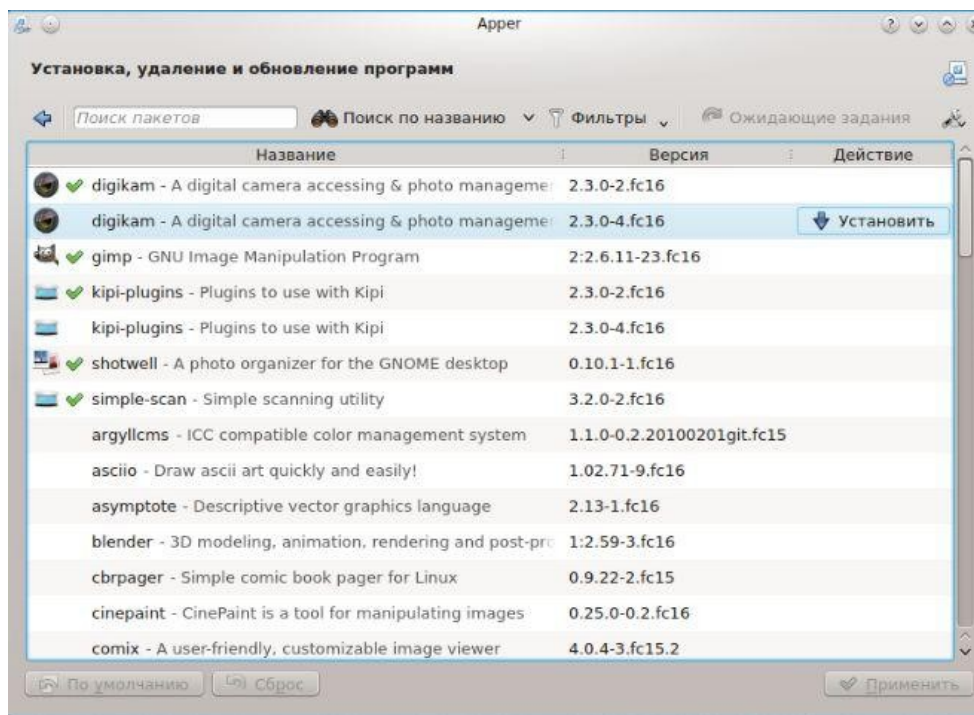 Apper
Установка, удаление и обновление программ
Поиск пакетов Поиск по названию Фильтры Ожидающие задания
Название Версия Действие
digikam - A digital camera accessing & photo manageme 2.3.0-2.fc16
digikam - A digital camera accessing & photo manageme 2.3.0-4.fc16 Установить
gimp - GNU Image Manipulation Program 2:2.6.11-23.fc16
kipi-plugins - Plugins to use with Kipi 2.3.0-2.fc16
kipi-plugins - Plugins to use with Kipi 2.3.0-4.fc16
shotwell - A photo organizer for the GNOME desktop 0.10.1-1.fc16
simple-scan - Simple scanning utility 3.2.0-2.fc16
argyllcms - ICC compatible color management system 1.1.0-0.2.20100201git.fc15
asciio - Draw ascii art quickly and easily! 1.02.71-9.fc16
asymptote - Descriptive vector graphics language 2.13-1.fc16
blender - 3D modeling, animation, rendering and post-pro 1:2.59-3.fc16
cbrpager - Simple comic book pager for Linux 0.9.22-2.fc15
cinepaint - CinePaint is a tool for manipulating images 0.25.0-0.2.fc16
comix - A user-friendly, customizable image viewer 4.0.4-3.fc15.2
По умолчанию Сброс Применить